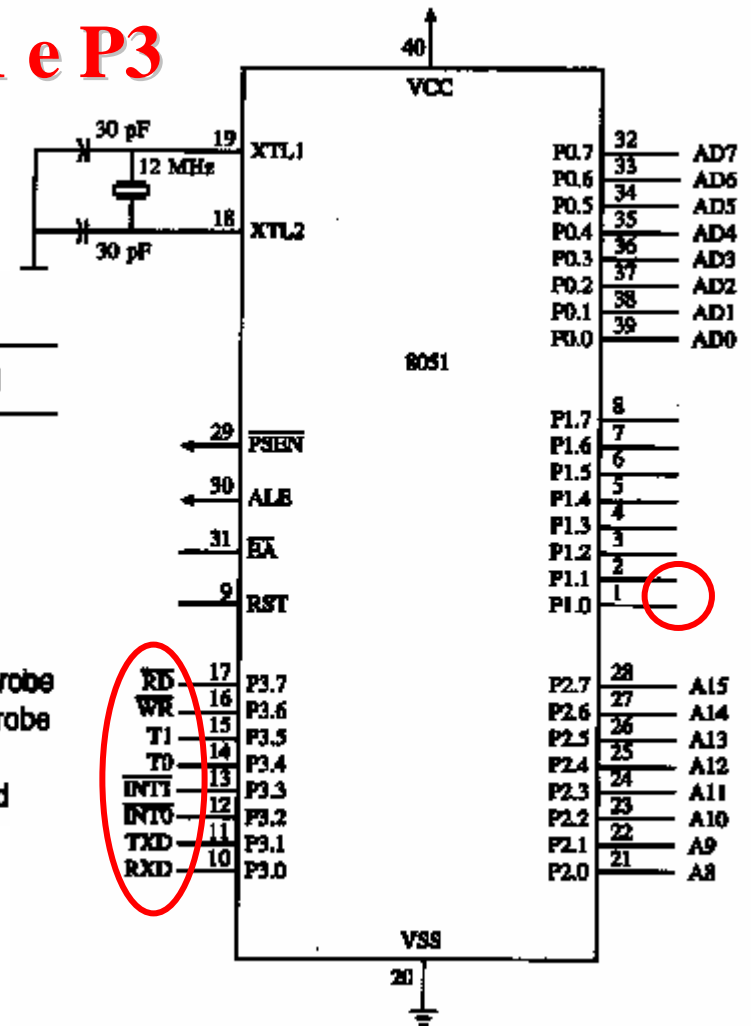 e P3
40
VCC
30 pF
19 XTL1
12 MHz
18 XTL2
30 pF
P0.7 32 AD7
P0.6 33 AD6
P0.5 34 AD5
P0.4 35 AD4
P0.3 36 AD3
P0.2 37 AD2
P0.1 38 AD1
P0.0 39 AD0
8051
P1.7 8
P1.6 7
P1.5 6
P1.4 5
P1.3 4
P1.2 3
P1.1 2
P1.0 1
29 PSEN
30 ALE
31 EA
9 RST
robe
robe
d
RD 17 P3.7
WR 16 P3.6
T1 15 P3.5
T0 14 P3.4
INT1 13 P3.3
INT0 12 P3.2
TXD 11 P3.1
RXD 10 P3.0
P2.7 28 A15
P2.6 27 A14
P2.5 26 A13
P2.4 25 A12
P2.3 24 A11
P2.2 23 A10
P2.1 22 A9
P2.0 21 A8
VSS
20